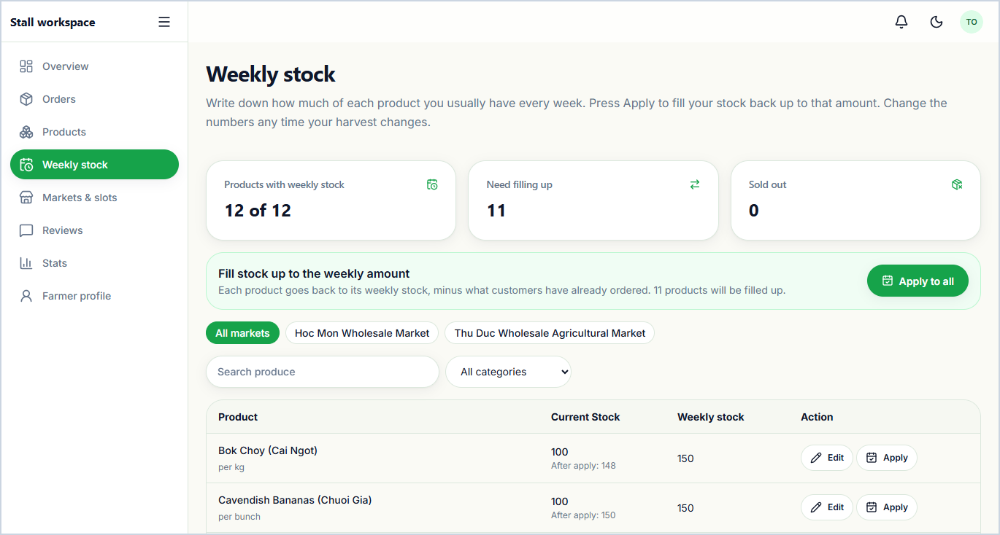 Stall workspace
TO
Overview
Orders
Products
Weekly stock
Markets & slots
Reviews
Stats
Farmer profile
Weekly stock
Write down how much of each product you usually have every week. Press Apply to fill your stock back up to that amount. Change the
numbers any time your harvest changes.
Products with weekly stock
12 of 12
Need filling up
11
Sold out
0
Fill stock up to the weekly amount
Each product goes back to its weekly stock, minus what customers have already ordered. 11 products will be filled up.
Apply to all
All markets
Hoc Mon Wholesale Market
Thu Duc Wholesale Agricultural Market
Search produce
All categories
Product
Current Stock
Weekly stock
Action
Bok Choy (Cai Ngot)
per kg
100
After apply: 148
150
Edit
Apply
Cavendish Bananas (Chuoi Gia)
per bunch
100
After apply: 150
150
Edit
Apply